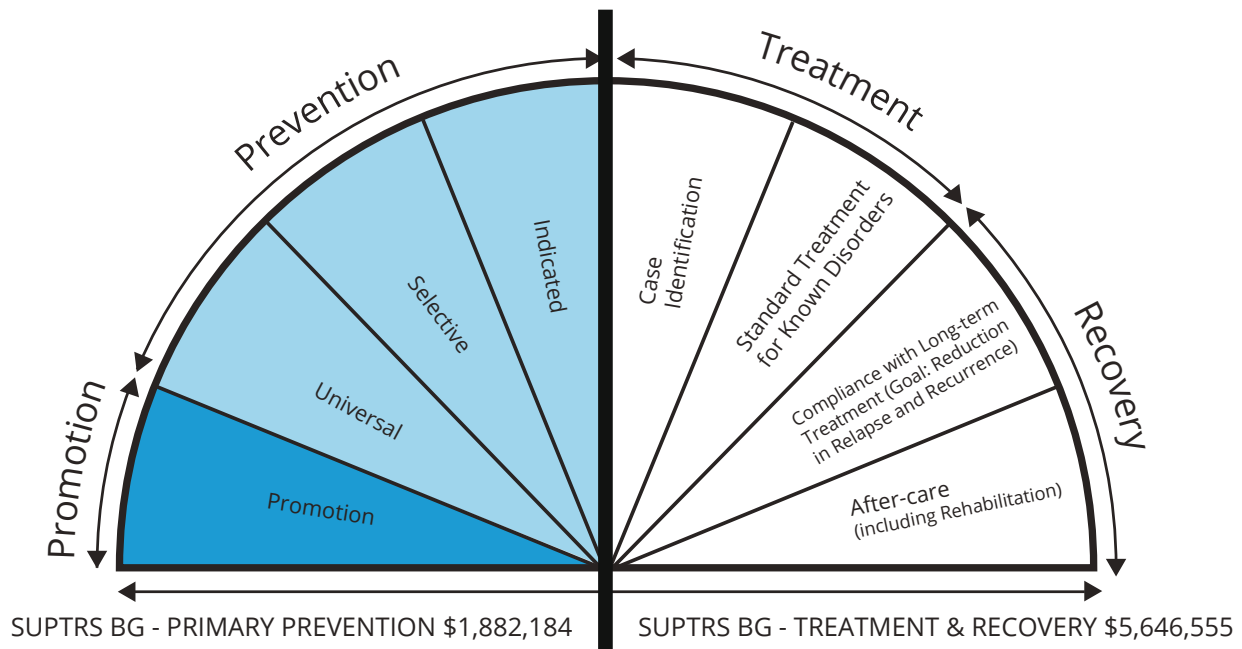 Prevention
Treatment
Promotion
Recovery
Promotion
Universal
Selective
Indicated
Case
Identification
Standard Treatment
for Known Disorders
Compliance with Long-term
Treatment (Goal: Reduction
in Relapse and Recurrence)
After-care
(including Rehabilitation)
SUPTRS BG - PRIMARY PREVENTION $1,882,184
SUPTRS BG - TREATMENT & RECOVERY $5,646,555